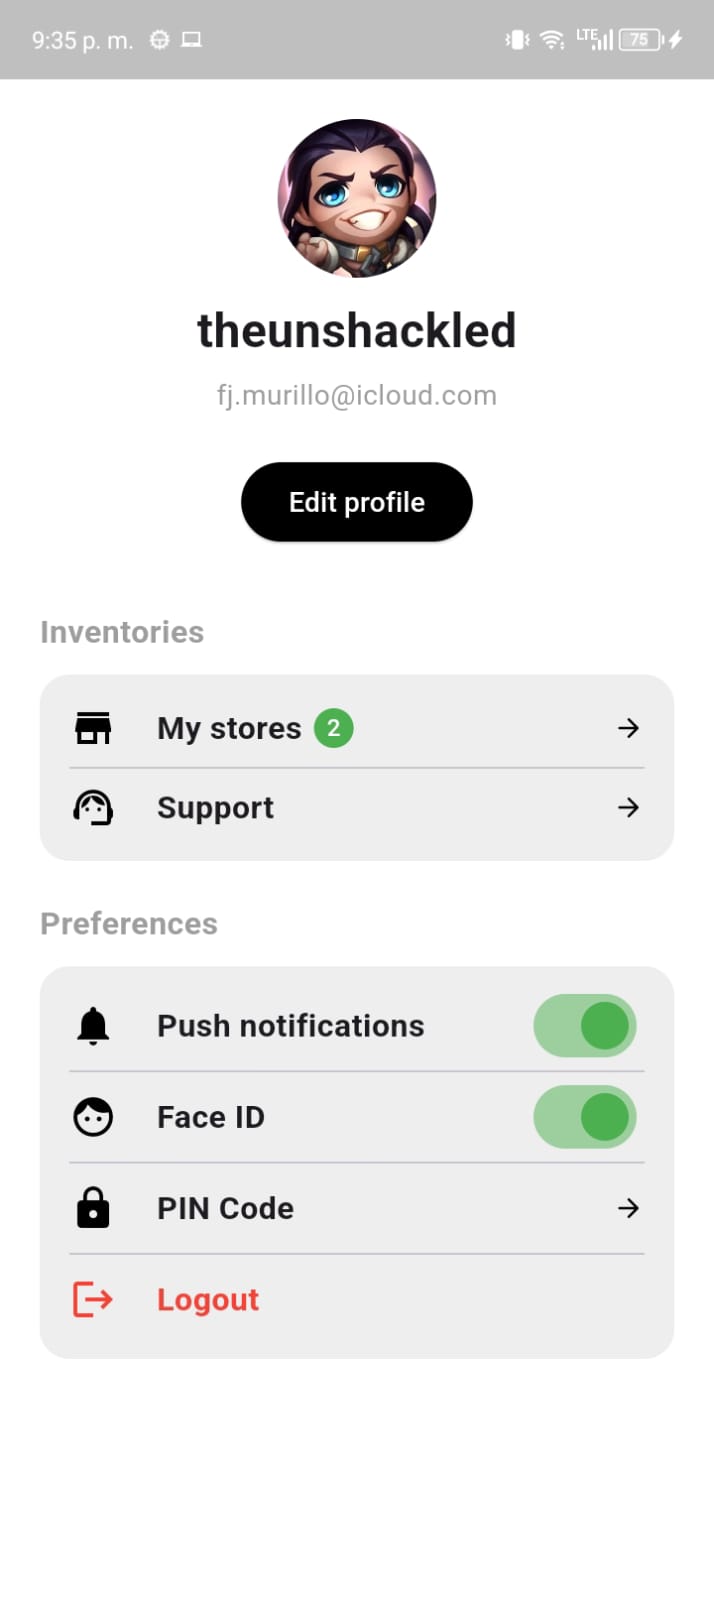 9:35 p. m.
LTE
75
theunshackled
fj.murillo@icloud.com
Edit profile
Inventories
My stores 2
Support
Preferences
Push notifications
Face ID
PIN Code
Logout